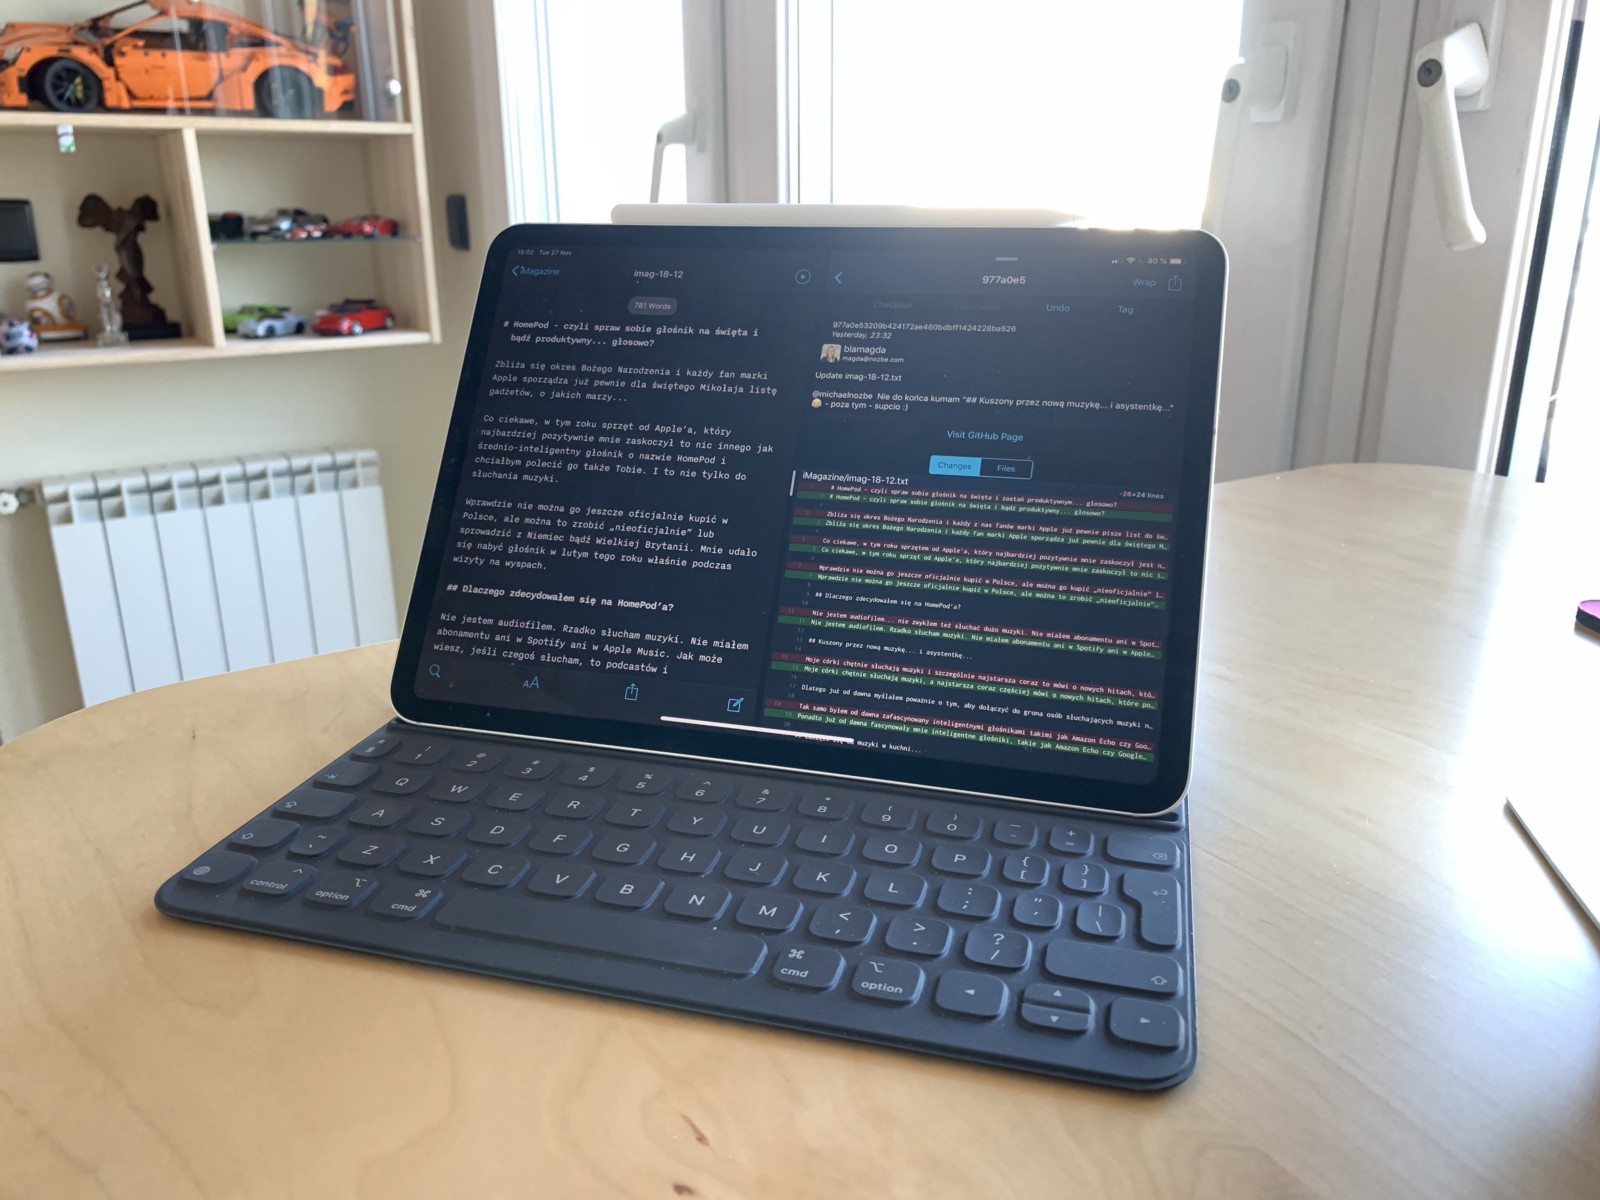 16:02 Tue 27 Nov
iMagazine
imag-18-12
781 Words
# HomePod - czyli spraw sobie głośnik na święta i
bądź produktywny... głosowo?
Zbliża się okres Bożego Narodzenia i każdy fan marki
Apple sporządza już pewnie dla świętego Mikołaja listę
gadżetów, o jakich marzy...
Co ciekawe, w tym roku sprzęt od Apple'a, który
najbardziej pozytywnie mnie zaskoczył to nic innego jak
średnio-inteligentny głośnik o nazwie HomePod i
chciałbym polecić go także Tobie. I to nie tylko do
słuchania muzyki.
Wprawdzie nie można go jeszcze oficjalnie kupić w
Polsce, ale można to zrobić „nieoficjalnie” lub
sprowadzić z Niemiec bądź Wielkiej Brytanii. Mnie udało
się nabyć głośnik w lutym tego roku właśnie podczas
wizyty na wyspach.
## Dlaczego zdecydowałem się na HomePod'a?
Nie jestem audiofilem. Rzadko słucham muzyki. Nie miałem
abonamentu ani w Spotify ani w Apple Music. Jak może
wiesz, jeśli czegoś słucham, to podcastów i
AA
80 %
977a0e5
Wrap
Checkout
Undo
Tag
977a0e53209b424172ae460bdbff1424228ba526
Yesterday, 23:32
blamagda
magda@nozbe.com
Update imag-18-12.txt
@michaelnozbe Nie do końca kumam "## Kuszony przez nową muzykę... i asystentkę..."
😂 - poza tym - supcio ;)
Visit GitHub Page
Changes
Files
iMagazine/imag-18-12.txt
-26+24 lines
# HomePod - czyli spraw sobie głośnik na święta i zostań produktywnym... głosowo?
# HomePod - czyli spraw sobie głośnik na święta i bądź produktywny... głosowo?
Zbliża się okres Bożego Narodzenia i każdy z nas fanów marki Apple już pewnie pisze list do św...
Zbliża się okres Bożego Narodzenia i każdy fan marki Apple sporządza już pewnie dla świętego M...
Co ciekawe, w tym roku sprzętem od Apple'a, który najbardziej pozytywnie mnie zaskoczył jest n...
Co ciekawe, w tym roku sprzęt od Apple'a, który najbardziej pozytywnie mnie zaskoczył to nic i...
Wprawdzie nie można go jeszcze oficjalnie kupić w Polsce, ale można go kupić „nieoficjalnie” l...
Wprawdzie nie można go jeszcze oficjalnie kupić w Polsce, ale można to zrobić „nieoficjalnie”...
## Dlaczego zdecydowałem się na HomePod'a?
Nie jestem audiofilem... nie zwykłem też słuchać dużo muzyki. Nie miałem abonamentu ani w Spot...
Nie jestem audiofilem. Rzadko słucham muzyki. Nie miałem abonamentu ani w Spotify ani w Apple...
## Kuszony przez nową muzykę... i asystentkę...
Moje córki chętnie słuchają muzyki i szczególnie najstarsza coraz to mówi o nowych hitach, któ...
Moje córki chętnie słuchają muzyki, a najstarsza coraz częściej mówi o nowych hitach, które po...
Dlatego już od dawna myślałem poważnie o tym, aby dołączyć do grona osób słuchających muzyki n...
Tak samo byłem od dawna zafascynowany inteligentnymi głośnikami takimi jak Amazon Echo czy Goo...
Ponadto już od dawna fascynowały mnie inteligentne głośniki, takie jak Amazon Echo czy Google...
muzyki w kuchni...
! 1 @ 2 # 3 $ 4 % 5 ^ 6 & 7 * 8 ( 9 ) 0 _ - + =
Q W E R T Y U I O P { [ } ]
A S D F G H J K L : ; " ' | \
~ ` Z X C V B N M < , > . ? /
control option cmd cmd option